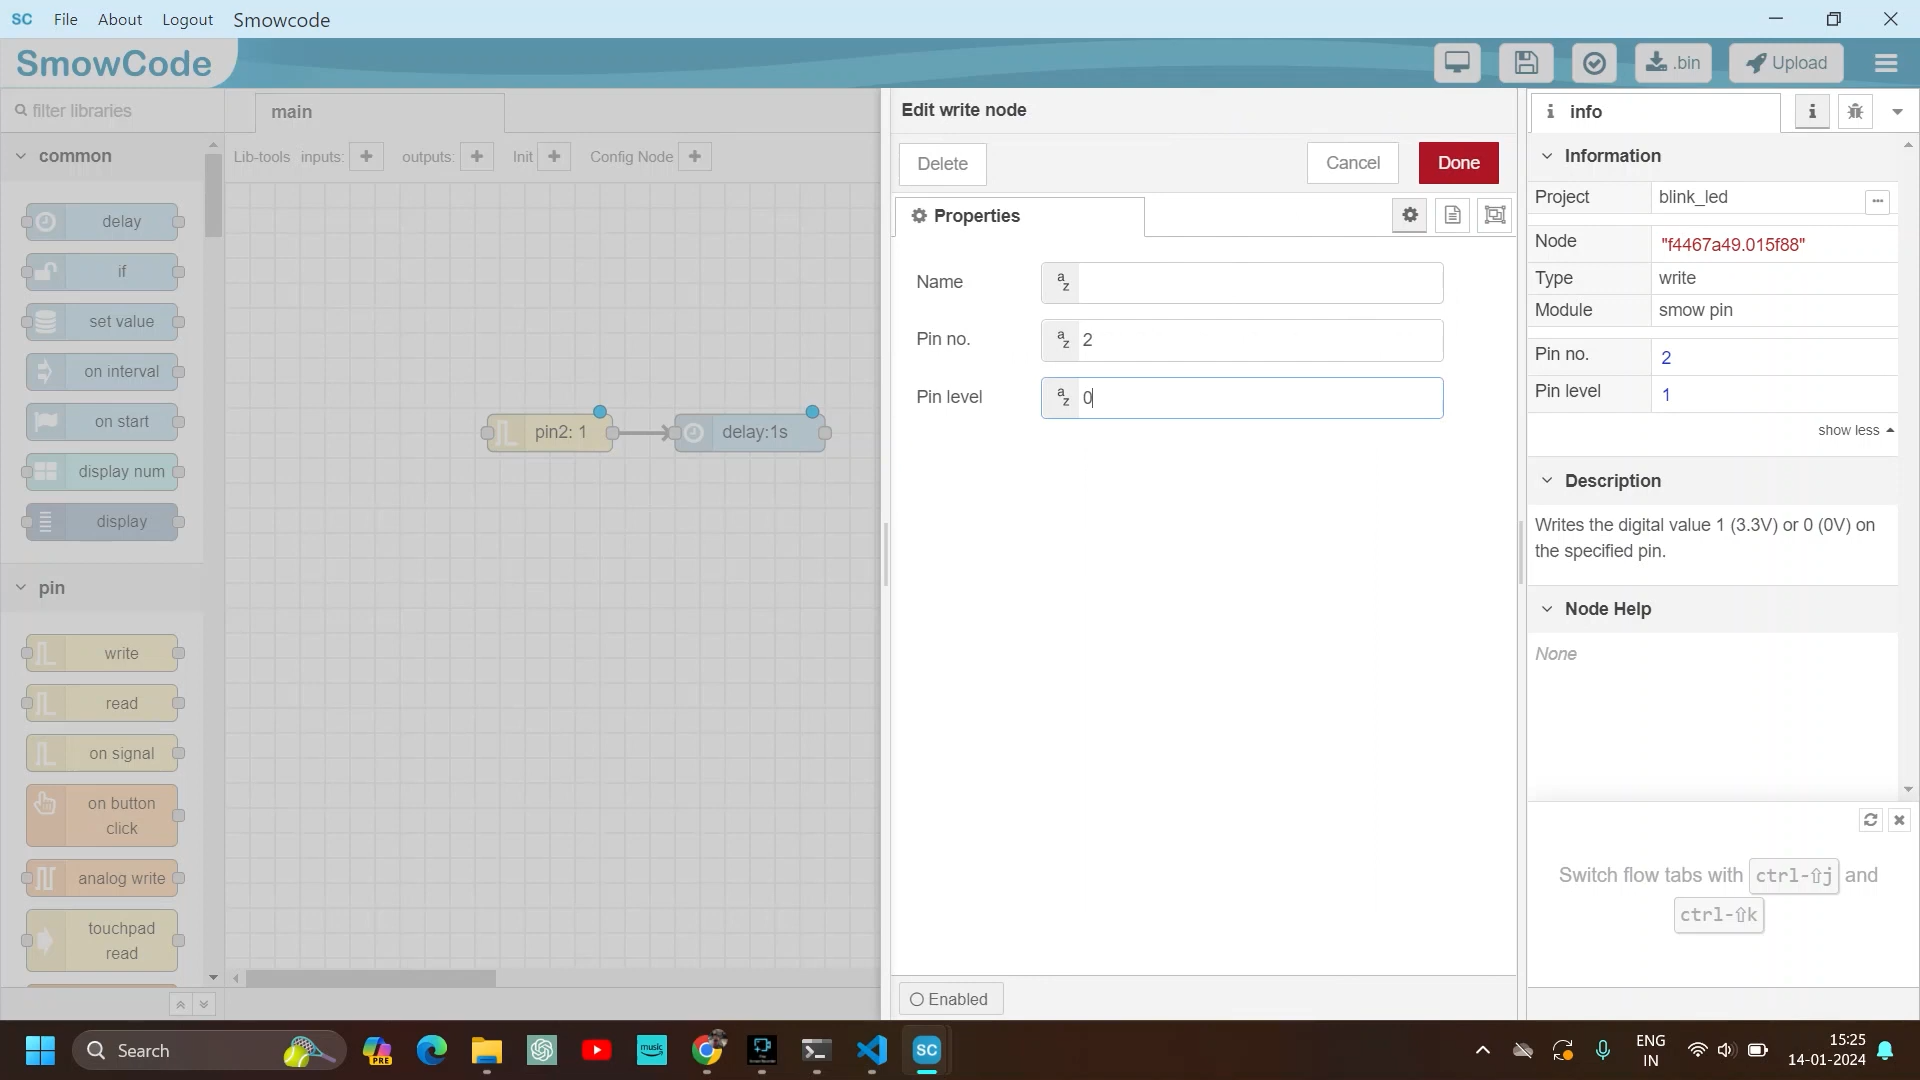 SC File About Logout Smowcode
SmowCode
.bin Upload
filter libraries
main
Edit write node
info
common
Lib-tools inputs: + outputs: + Init + Config Node +
Delete Cancel Done
Information
Project blink_led ...
delay
Properties
Node "f4467a49.015f88"
if
Name
Type write
Module smow pin
set value
Pin no. 2
Pin no. 2
on interval
Pin level 0
Pin level 1
on start
pin2: 1 delay:1s
show less
display num
Description
display
Writes the digital value 1 (3.3V) or 0 (0V) on
the specified pin.
pin
Node Help
write
None
read
on signal
on button
click
analog write
Switch flow tabs with ctrl-⇧j and
ctrl-⇧k
touchpad
read
Enabled
Search
PRE
music
SC
ENG
IN
15:25
14-01-2024